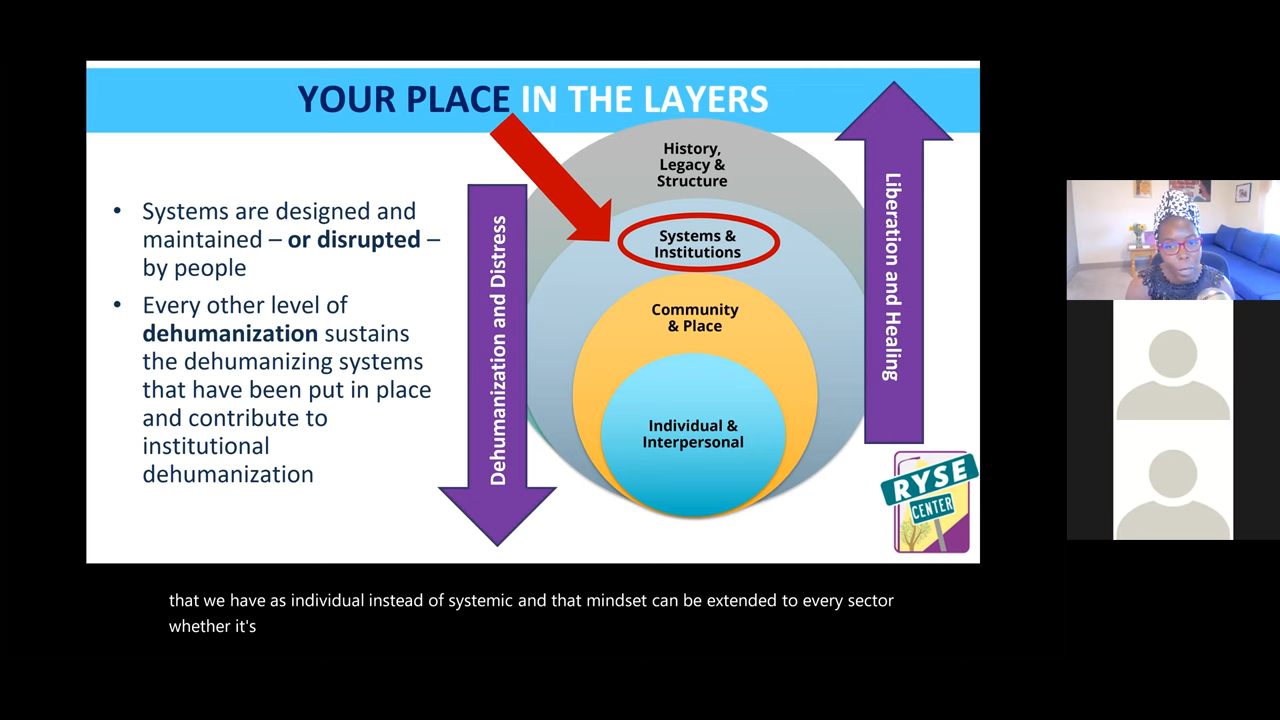 YOUR PLACE IN THE LAYERS
• Systems are designed and
maintained – or disrupted –
by people
• Every other level of
dehumanization sustains
the dehumanizing systems
that have been put in place
and contribute to
institutional
dehumanization
Dehumanization and Distress
History,
Legacy &
Structure
Systems &
Institutions
Community
& Place
Individual &
Interpersonal
Liberation and Healing
RYSE
CENTER
that we have as individual instead of systemic and that mindset can be extended to every sector
whether it's